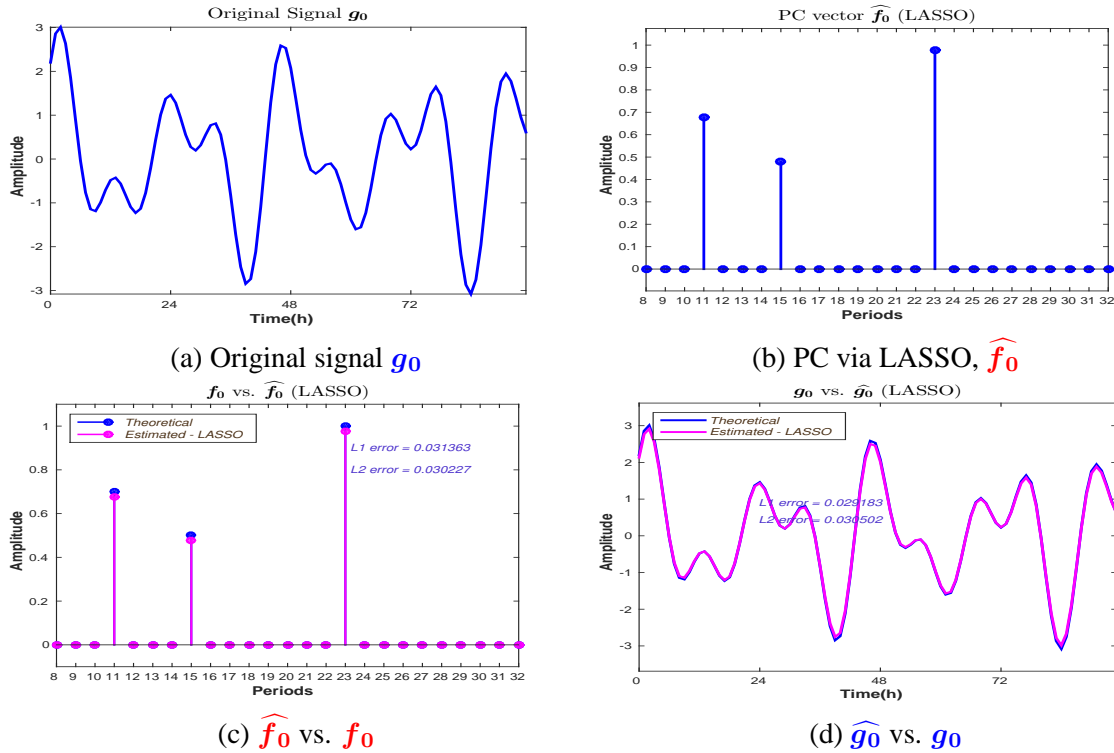 Original Signal g₀
3
2
1
0
-1
-2
-3
Amplitude
0 24 48 72
Time(h)
(a) Original signal g₀
PC vector f̂₀ (LASSO)
1
0.9
0.8
0.7
0.6
0.5
0.4
0.3
0.2
0.1
0
Amplitude
8 9 10 11 12 13 14 15 16 17 18 19 20 21 22 23 24 25 26 27 28 29 30 31 32
Periods
(b) PC via LASSO, f̂₀
f₀ vs. f̂₀ (LASSO)
Theoretical
Estimated - LASSO
L1 error = 0.031363
L2 error = 0.030227
1
0.8
0.6
0.4
0.2
0
Amplitude
8 9 10 11 12 13 14 15 16 17 18 19 20 21 22 23 24 25 26 27 28 29 30 31 32
Periods
(c) f̂₀ vs. f₀
g₀ vs. ĝ₀ (LASSO)
Theoretical
Estimated - LASSO
L1 error = 0.029183
L2 error = 0.030502
3
2
1
0
-1
-2
-3
Amplitude
0 24 48 72
Time(h)
(d) ĝ₀ vs. g₀